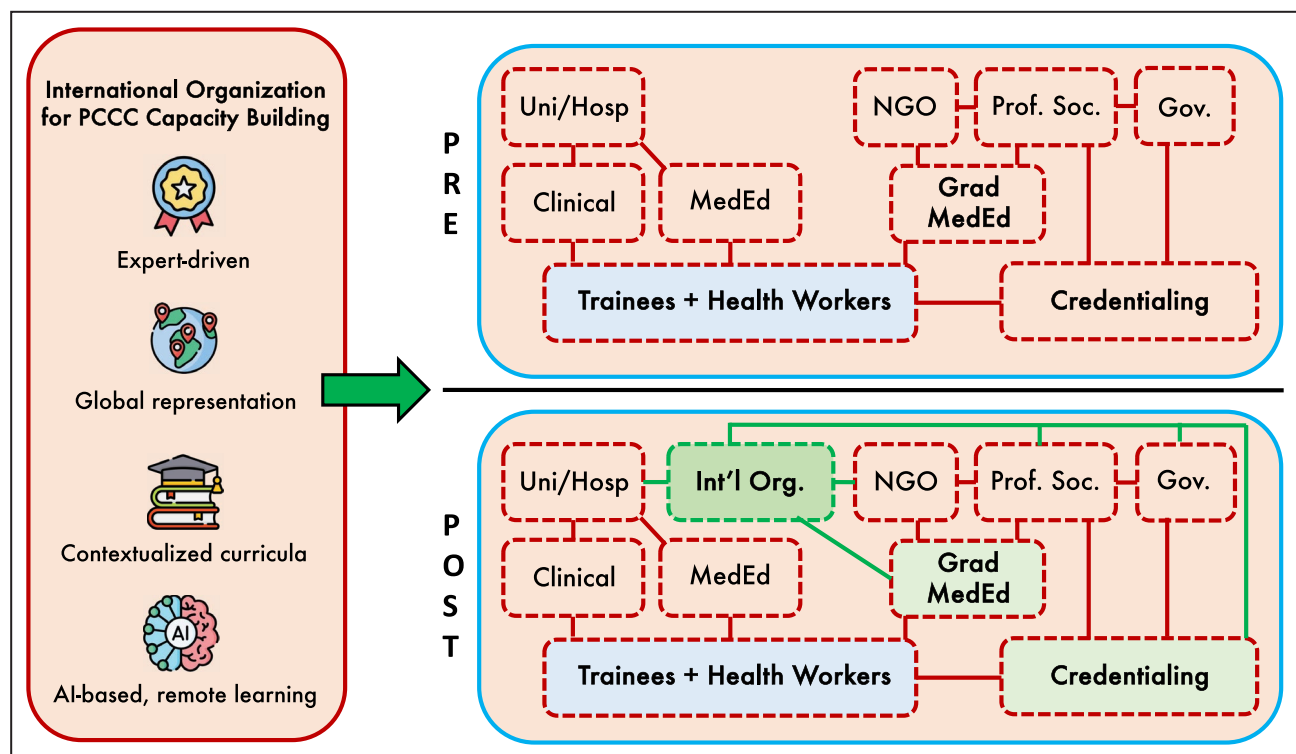 International Organization
for PCCC Capacity Building
Expert-driven
Global representation
Contextualized curricula
AI
AI-based, remote learning
PRE
Uni/Hosp
NGO
Prof. Soc.
Gov.
Clinical
MedEd
Grad
MedEd
Trainees + Health Workers
Credentialing
POST
Uni/Hosp
Int'l Org.
NGO
Prof. Soc.
Gov.
Clinical
MedEd
Grad
MedEd
Trainees + Health Workers
Credentialing